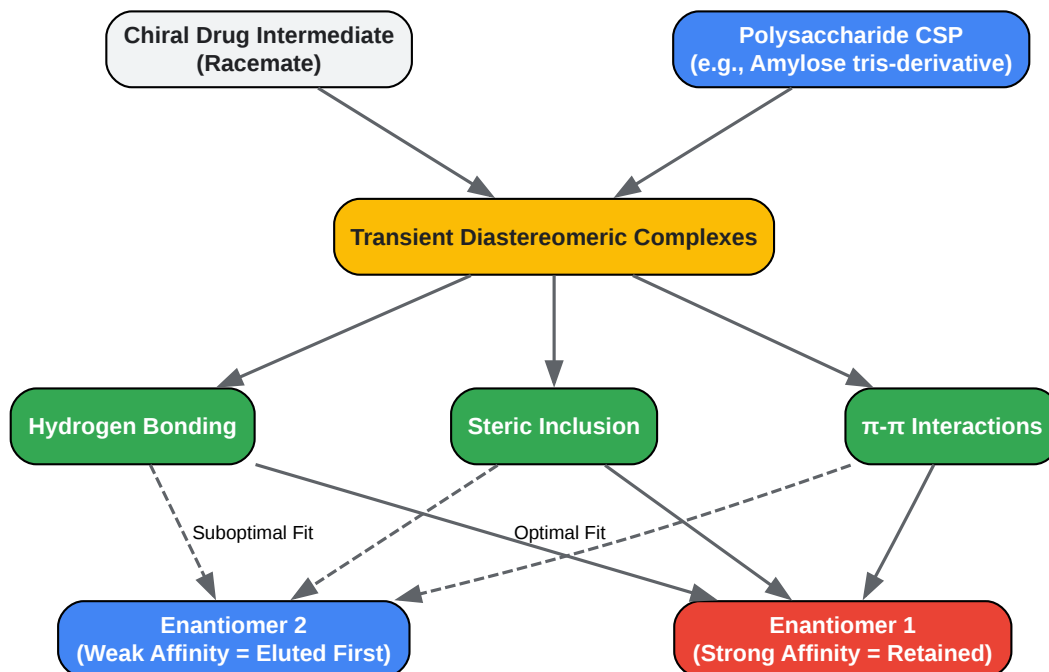 Chiral Drug Intermediate
(Racemate)
Polysaccharide CSP
(e.g., Amylose tris-derivative)
Transient Diastereomeric Complexes
Hydrogen Bonding
Steric Inclusion
π-π Interactions
Suboptimal Fit
Optimal Fit
Enantiomer 2
(Weak Affinity = Eluted First)
Enantiomer 1
(Strong Affinity = Retained)